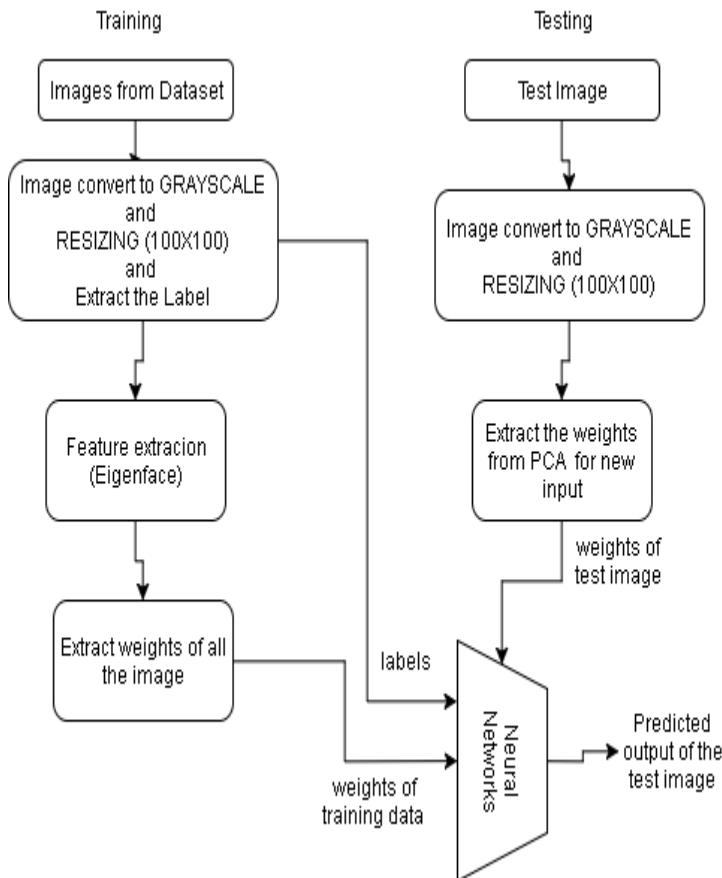 Training
Testing
Images from Dataset
Test Image
Image convert to GRAYSCALE
and
RESIZING (100X100)
and
Extract the Label
Image convert to GRAYSCALE
and
RESIZING (100X100)
Feature extracion
(Eigenface)
Extract the weights
from PCA for new
input
weights of
test image
Extract weights of all
the image
labels
Neural
Networks
Predicted
output of the
test image
weights of
training data